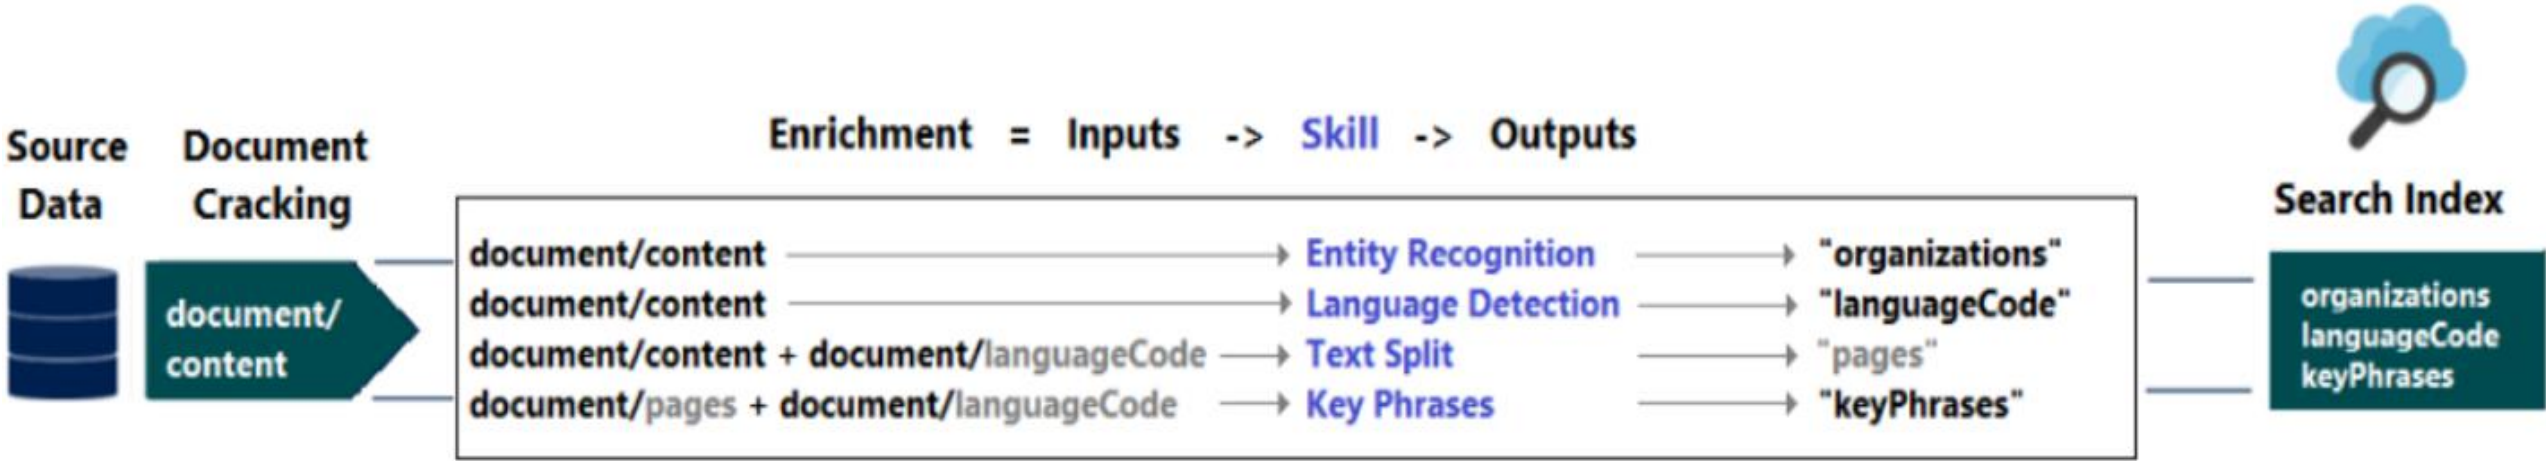 Source
Data
Document
Cracking
document/
content
Enrichment = Inputs -> Skill -> Outputs
document/content Entity Recognition "organizations"
document/content Language Detection "languageCode"
document/content + document/languageCode Text Split "pages"
document/pages + document/languageCode Key Phrases "keyPhrases"
Search Index
organizations
languageCode
keyPhrases